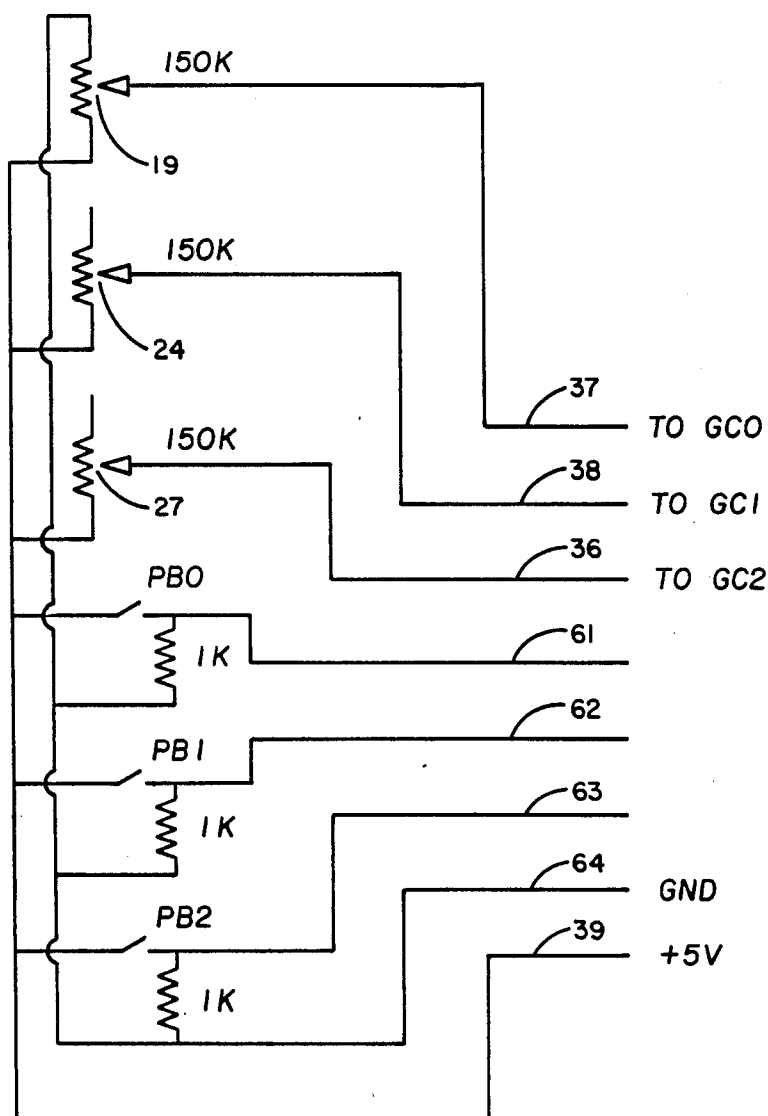 150K
19
150K
24
37
TO GC0
150K
27
38
TO GC1
36
TO GC2
PB0
1K
61
62
PB1
1K
63
64
GND
PB2
39
+5V
1K